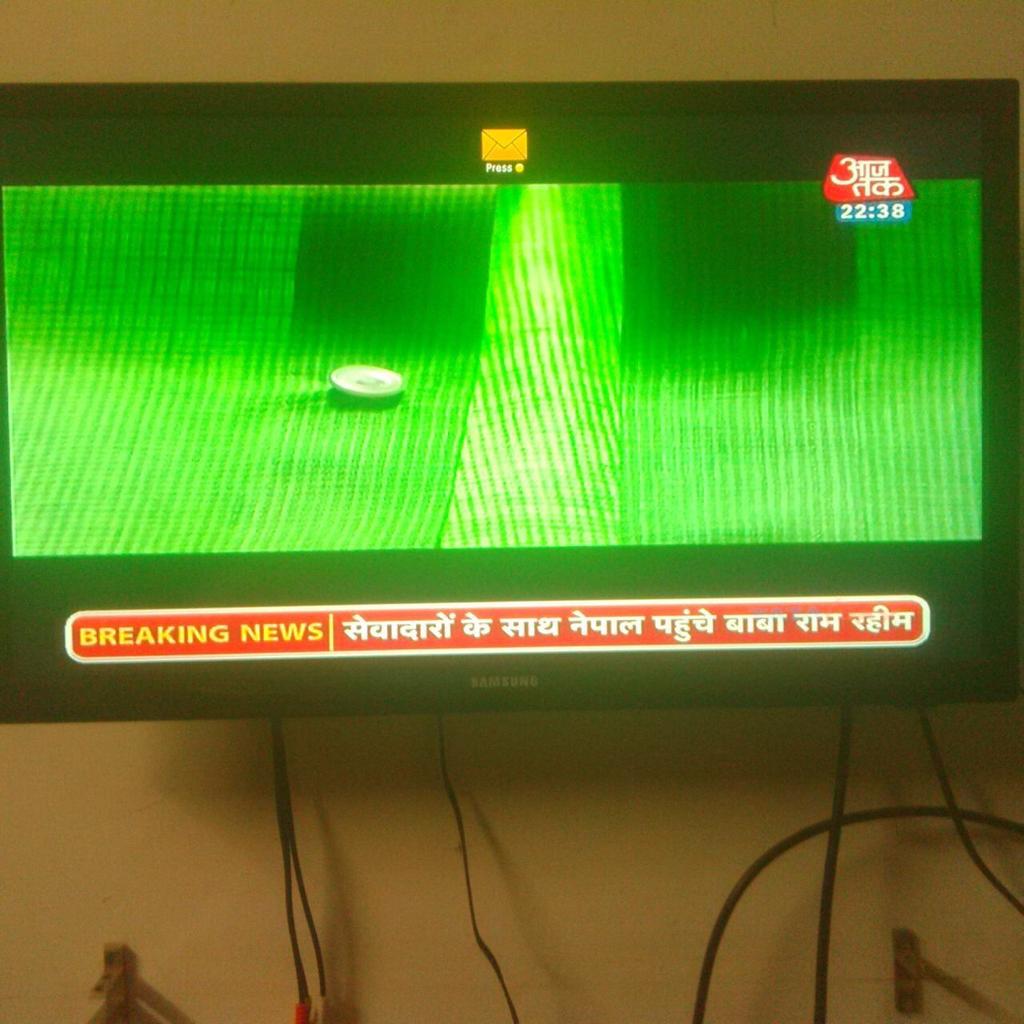 Press
आज
तक
22:38
BREAKING NEWS सेवादारों के साथ नेपाल पहुंचे बाबा राम रहीम
SAMSUNG